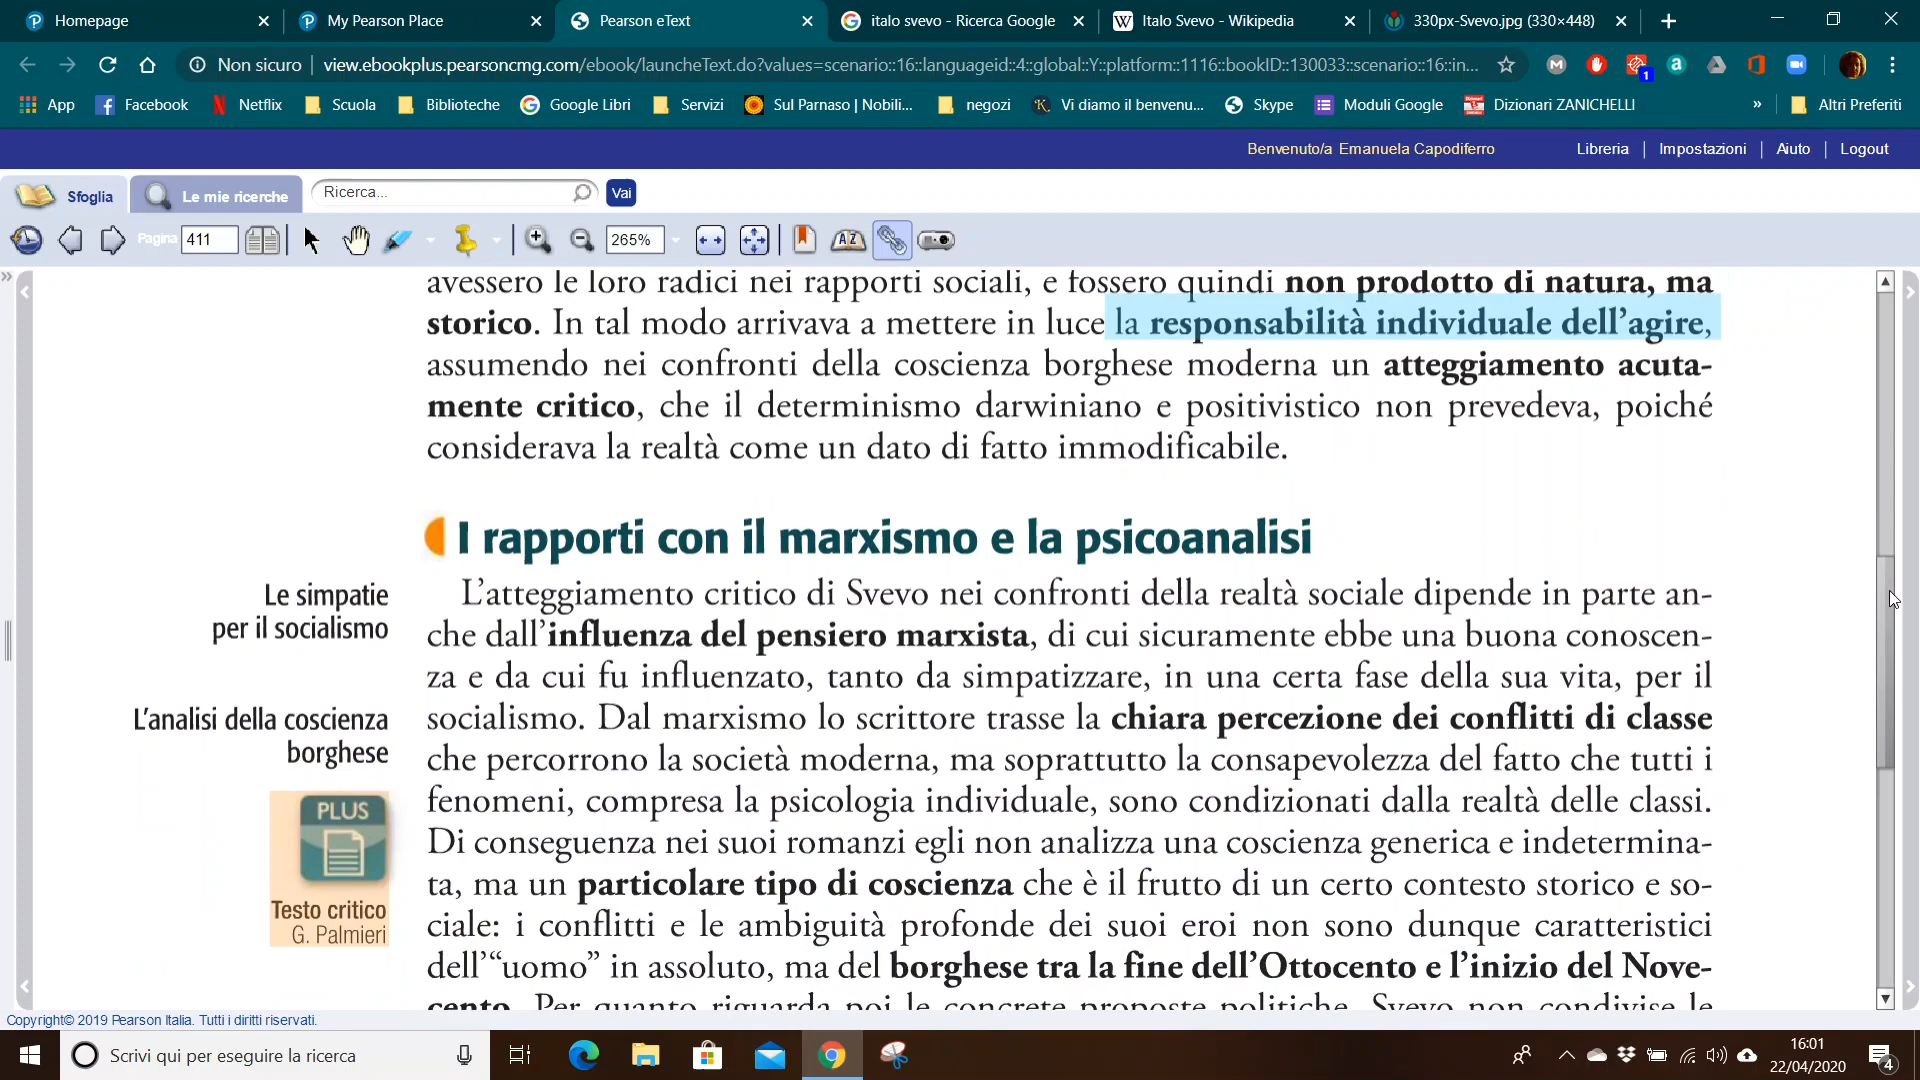 Homepage
My Pearson Place
Pearson eText
italo svevo - Ricerca Google
Italo Svevo - Wikipedia
330px-Svevo.jpg (330×448)
Non sicuro
view.ebookplus.pearsoncmg.com/ebook/launcheText.do?values=scenario::16::languageid::4::global::Y::platform::1116::bookID::130033::scenario::16::in...
App
Facebook
Netflix
Scuola
Biblioteche
Google Libri
Servizi
Sul Parnaso | Nobili...
negozi
Vi diamo il benvenu...
Skype
Moduli Google
Dizionari ZANICHELLI
»
Altri Preferiti
Benvenuto/a Emanuela Capodiferro
Libreria | Impostazioni | Aiuto | Logout
Sfoglia
Le mie ricerche
Ricerca...
Vai
Pagina
411
265%
avessero le loro radici nei rapporti sociali, e fossero quindi non prodotto di natura, ma
storico. In tal modo arrivava a mettere in luce la responsabilità individuale dell’agire,
assumendo nei confronti della coscienza borghese moderna un atteggiamento acuta-
mente critico, che il determinismo darwiniano e positivistico non prevedeva, poiché
considerava la realtà come un dato di fatto immodificabile.
I rapporti con il marxismo e la psicoanalisi
Le simpatie
per il socialismo
L’analisi della coscienza
borghese
PLUS
Testo critico
G. Palmieri
L’atteggiamento critico di Svevo nei confronti della realtà sociale dipende in parte an-
che dall’influenza del pensiero marxista, di cui sicuramente ebbe una buona conoscen-
za e da cui fu influenzato, tanto da simpatizzare, in una certa fase della sua vita, per il
socialismo. Dal marxismo lo scrittore trasse la chiara percezione dei conflitti di classe
che percorrono la società moderna, ma soprattutto la consapevolezza del fatto che tutti i
fenomeni, compresa la psicologia individuale, sono condizionati dalla realtà delle classi.
Di conseguenza nei suoi romanzi egli non analizza una coscienza generica e indetermina-
ta, ma un particolare tipo di coscienza che è il frutto di un certo contesto storico e so-
ciale: i conflitti e le ambiguità profonde dei suoi eroi non sono dunque caratteristici
dell’“uomo” in assoluto, ma del borghese tra la fine dell’Ottocento e l’inizio del Nove-
cento. Per quanto riguarda poi le concrete proposte politiche, Svevo non condivise le
Copyright© 2019 Pearson Italia. Tutti i diritti riservati.
Scrivi qui per eseguire la ricerca
16:01
22/04/2020
4